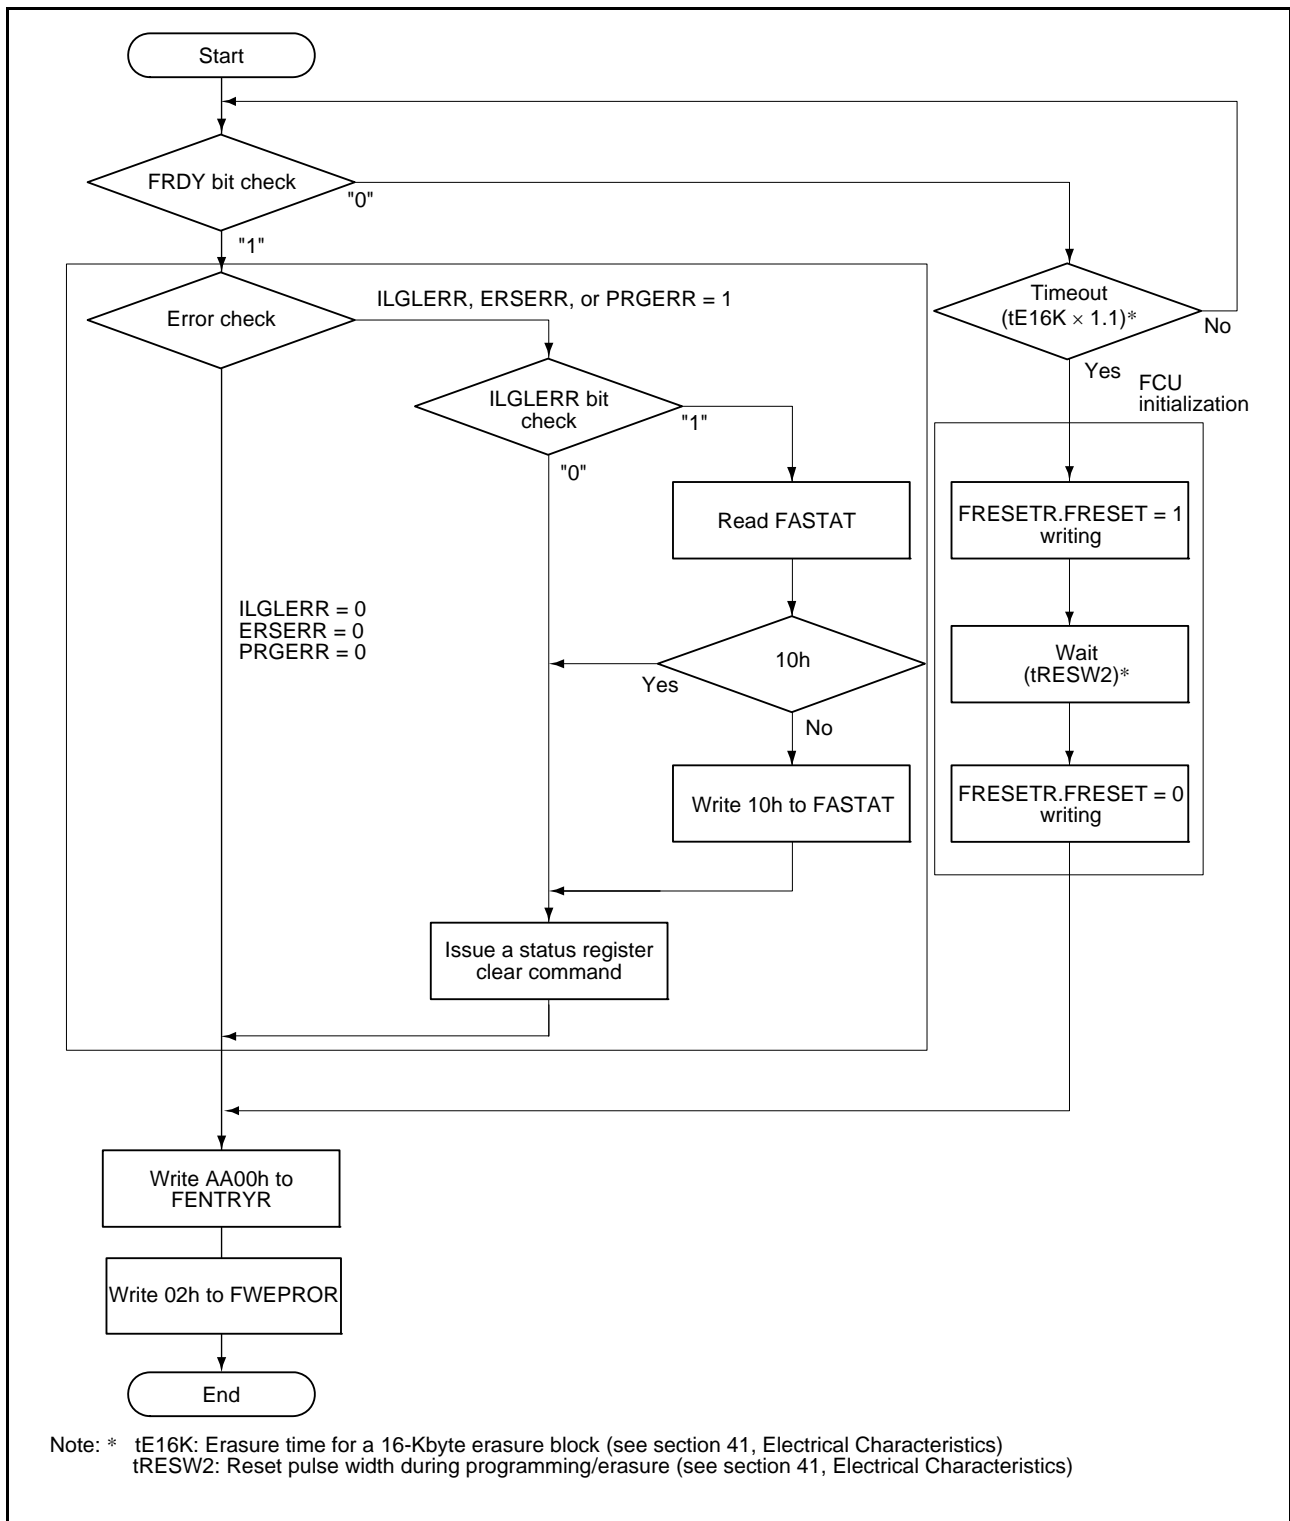 Start
FRDY bit check
"0"
"1"
Error check
ILGLERR, ERSERR, or PRGERR = 1
Timeout
(tE16K × 1.1)*
No
Yes
FCU
initialization
ILGLERR bit
check
"1"
"0"
Read FASTAT
FRESETR.FRESET = 1
writing
ILGLERR = 0
ERSERR = 0
PRGERR = 0
10h
Yes
No
Wait
(tRESW2)*
Write 10h to FASTAT
FRESETR.FRESET = 0
writing
Issue a status register
clear command
Write AA00h to
FENTRYR
Write 02h to FWEPROR
End
Note: * tE16K: Erasure time for a 16-Kbyte erasure block (see section 41, Electrical Characteristics)
tRESW2: Reset pulse width during programming/erasure (see section 41, Electrical Characteristics)